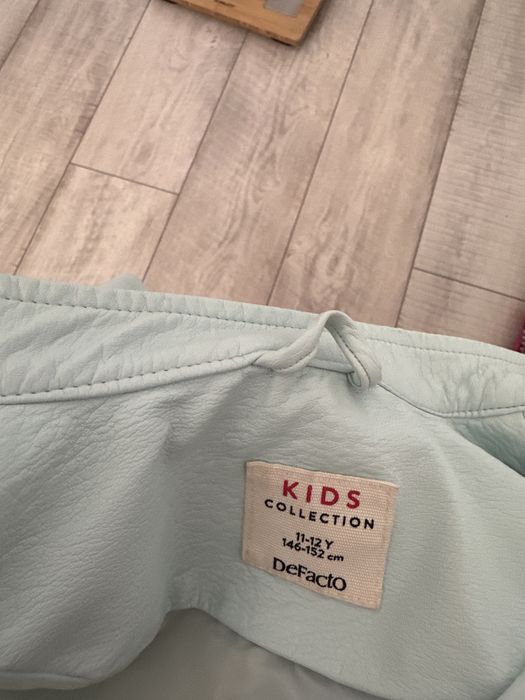 KIDS
COLLECTION
11-12 Y
146-152 cm
DeFacto